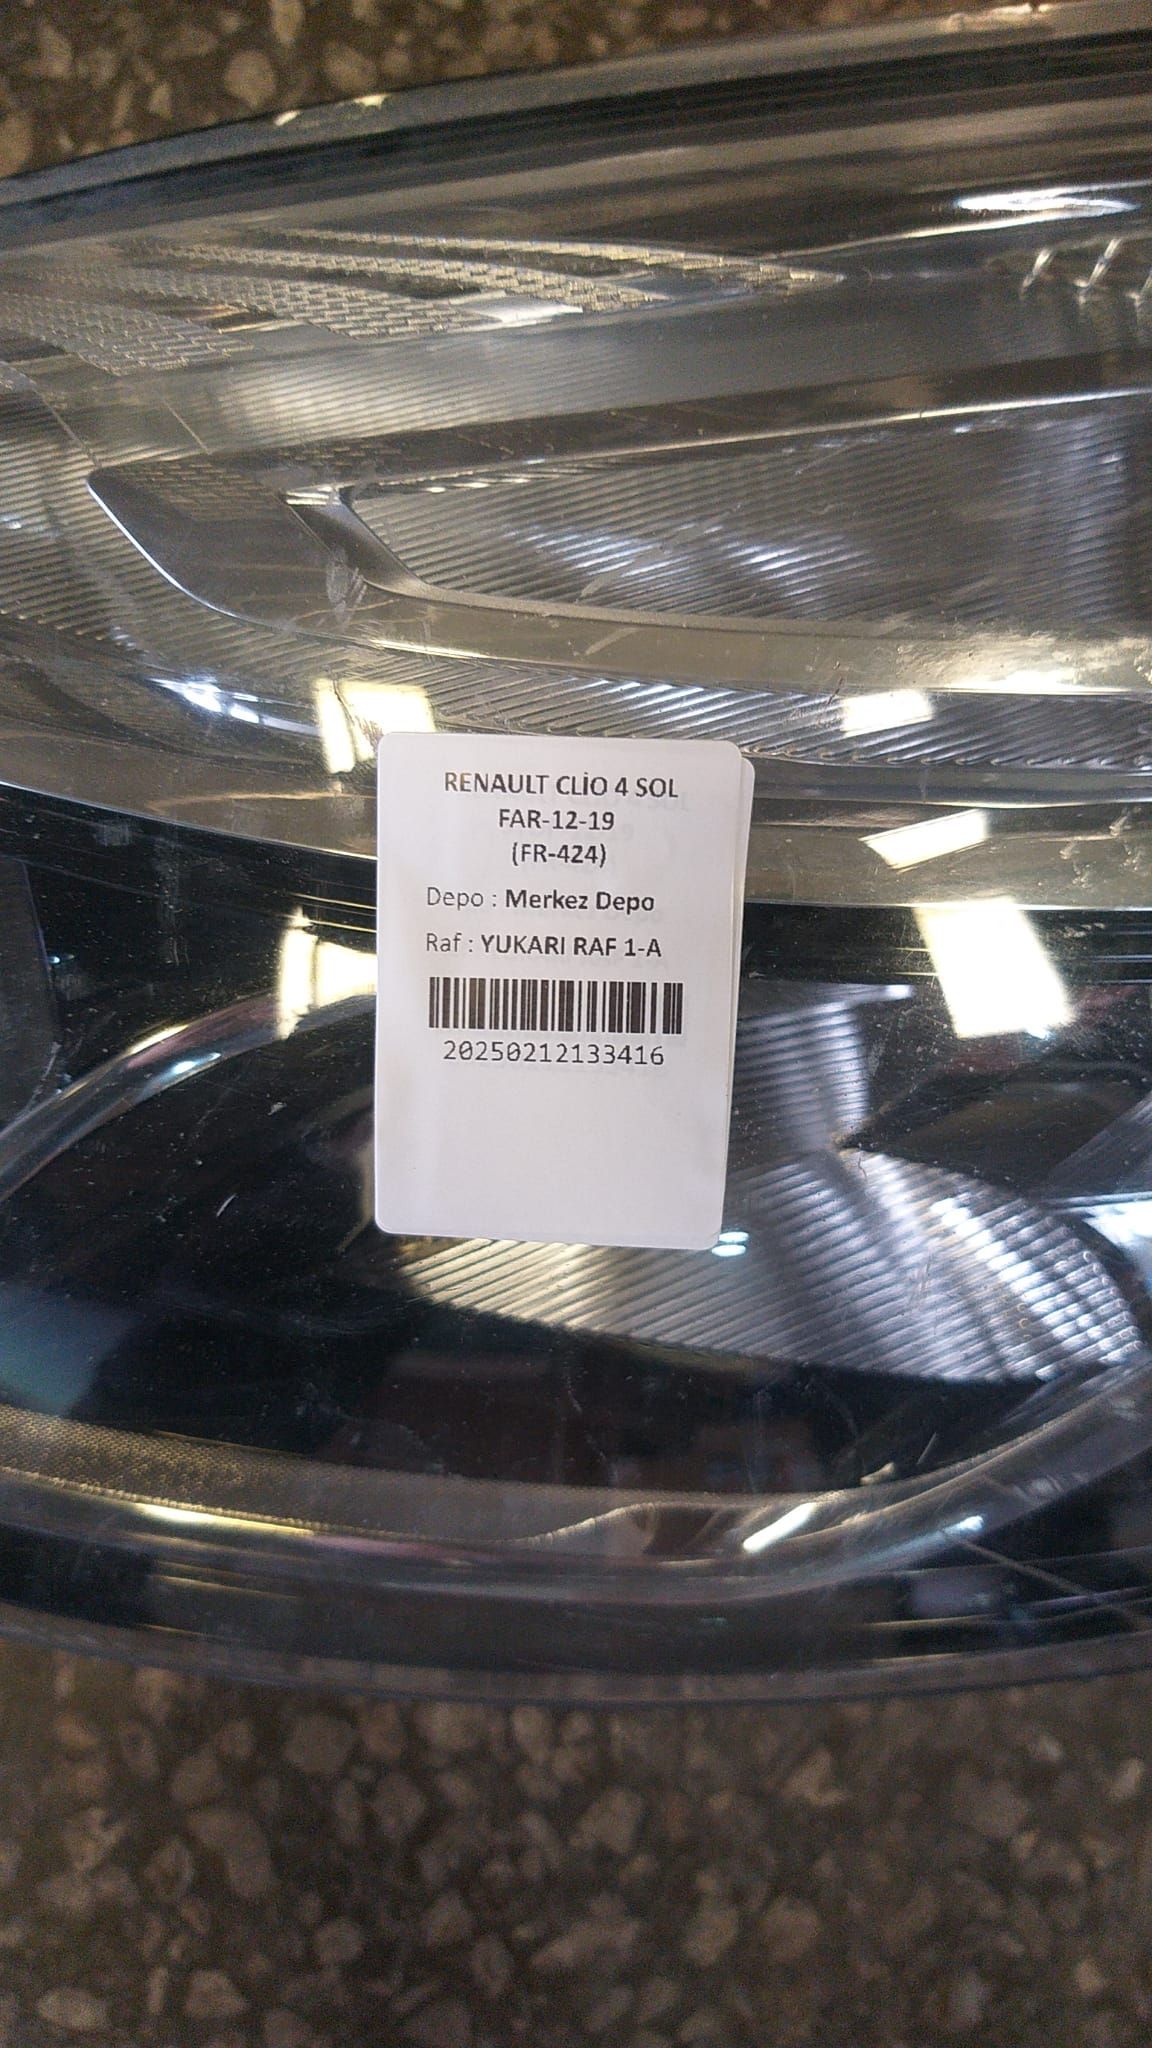 RENAULT CLİO 4 SOL
FAR-12-19
(FR-424)
Depo : Merkez Depo
Raf : YUKARI RAF 1-A
20250212133416